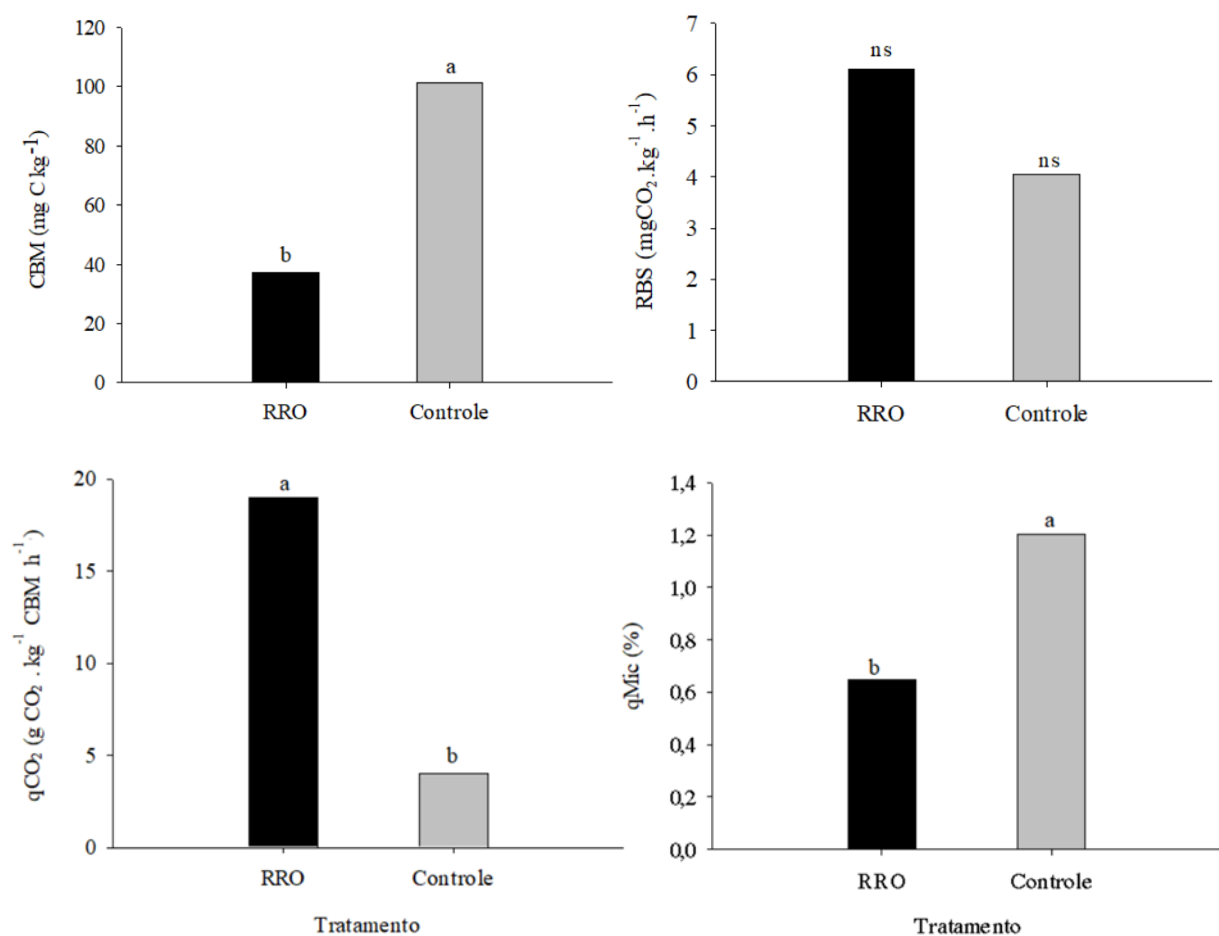 CBM (mg C kg⁻¹)
120
100
80
60
40
20
0
b
a
RRO
Controle
RBS (mgCO₂.kg⁻¹.h⁻¹)
7
6
5
4
3
2
1
0
ns
ns
RRO
Controle
qCO₂ (g CO₂ . kg⁻¹ CBM h⁻¹)
20
15
10
5
0
a
b
RRO
Controle
Tratamento
qMic (%)
1,4
1,2
1,0
0,8
0,6
0,4
0,2
0,0
b
a
RRO
Controle
Tratamento